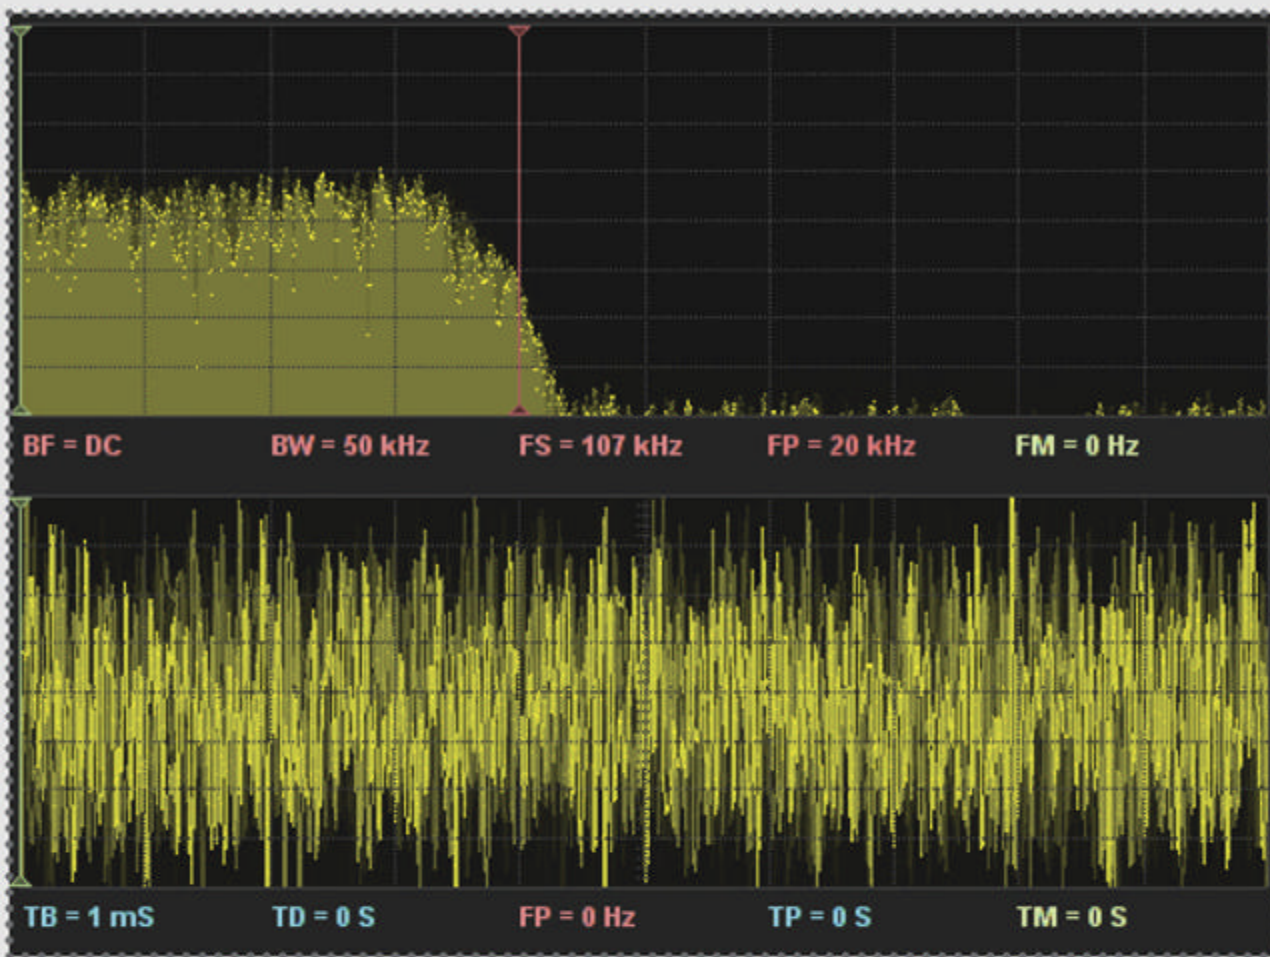 BF = DC BW = 50 kHz FS = 107 kHz FP = 20 kHz FM = 0 Hz
TB = 1 mS TD = 0 S FP = 0 Hz TP = 0 S TM = 0 S